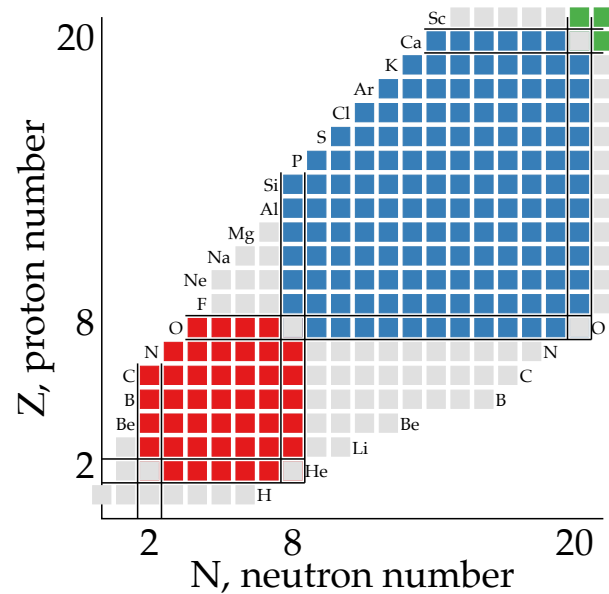 Sc
20
Ca
K
Ar
Cl
S
P
Si
Al
Mg
Na
Ne
F
8
O
O
N
N
C
C
B
B
Be
Be
Li
2
He
H
2
8
20
N, neutron number
Z, proton number